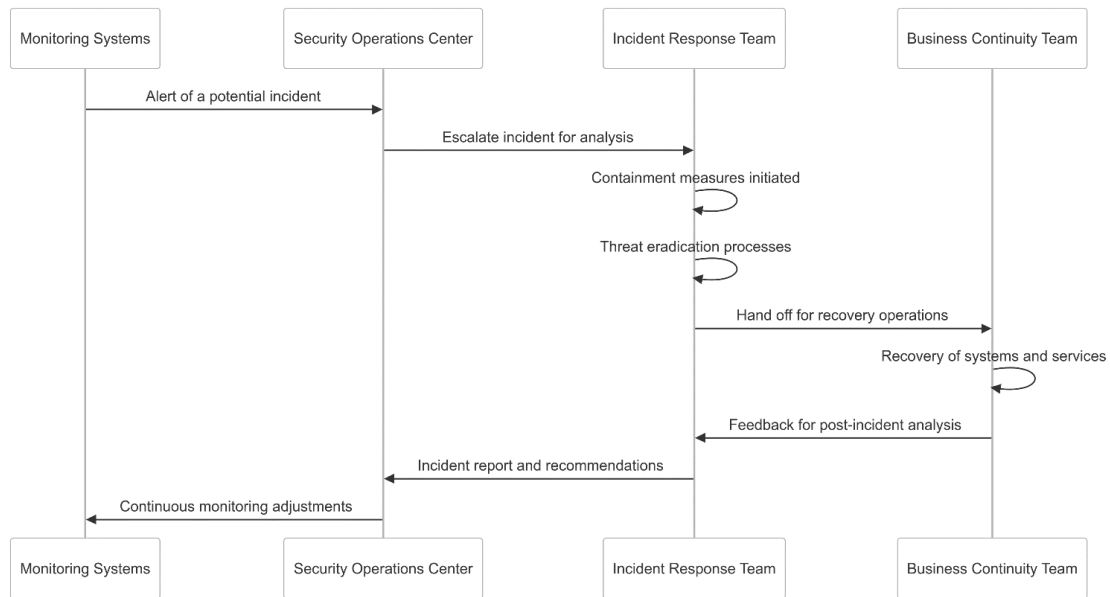 Monitoring Systems
Security Operations Center
Incident Response Team
Business Continuity Team
Alert of a potential incident
Escalate incident for analysis
Containment measures initiated
Threat eradication processes
Hand off for recovery operations
Recovery of systems and services
Feedback for post-incident analysis
Incident report and recommendations
Continuous monitoring adjustments
Monitoring Systems
Security Operations Center
Incident Response Team
Business Continuity Team